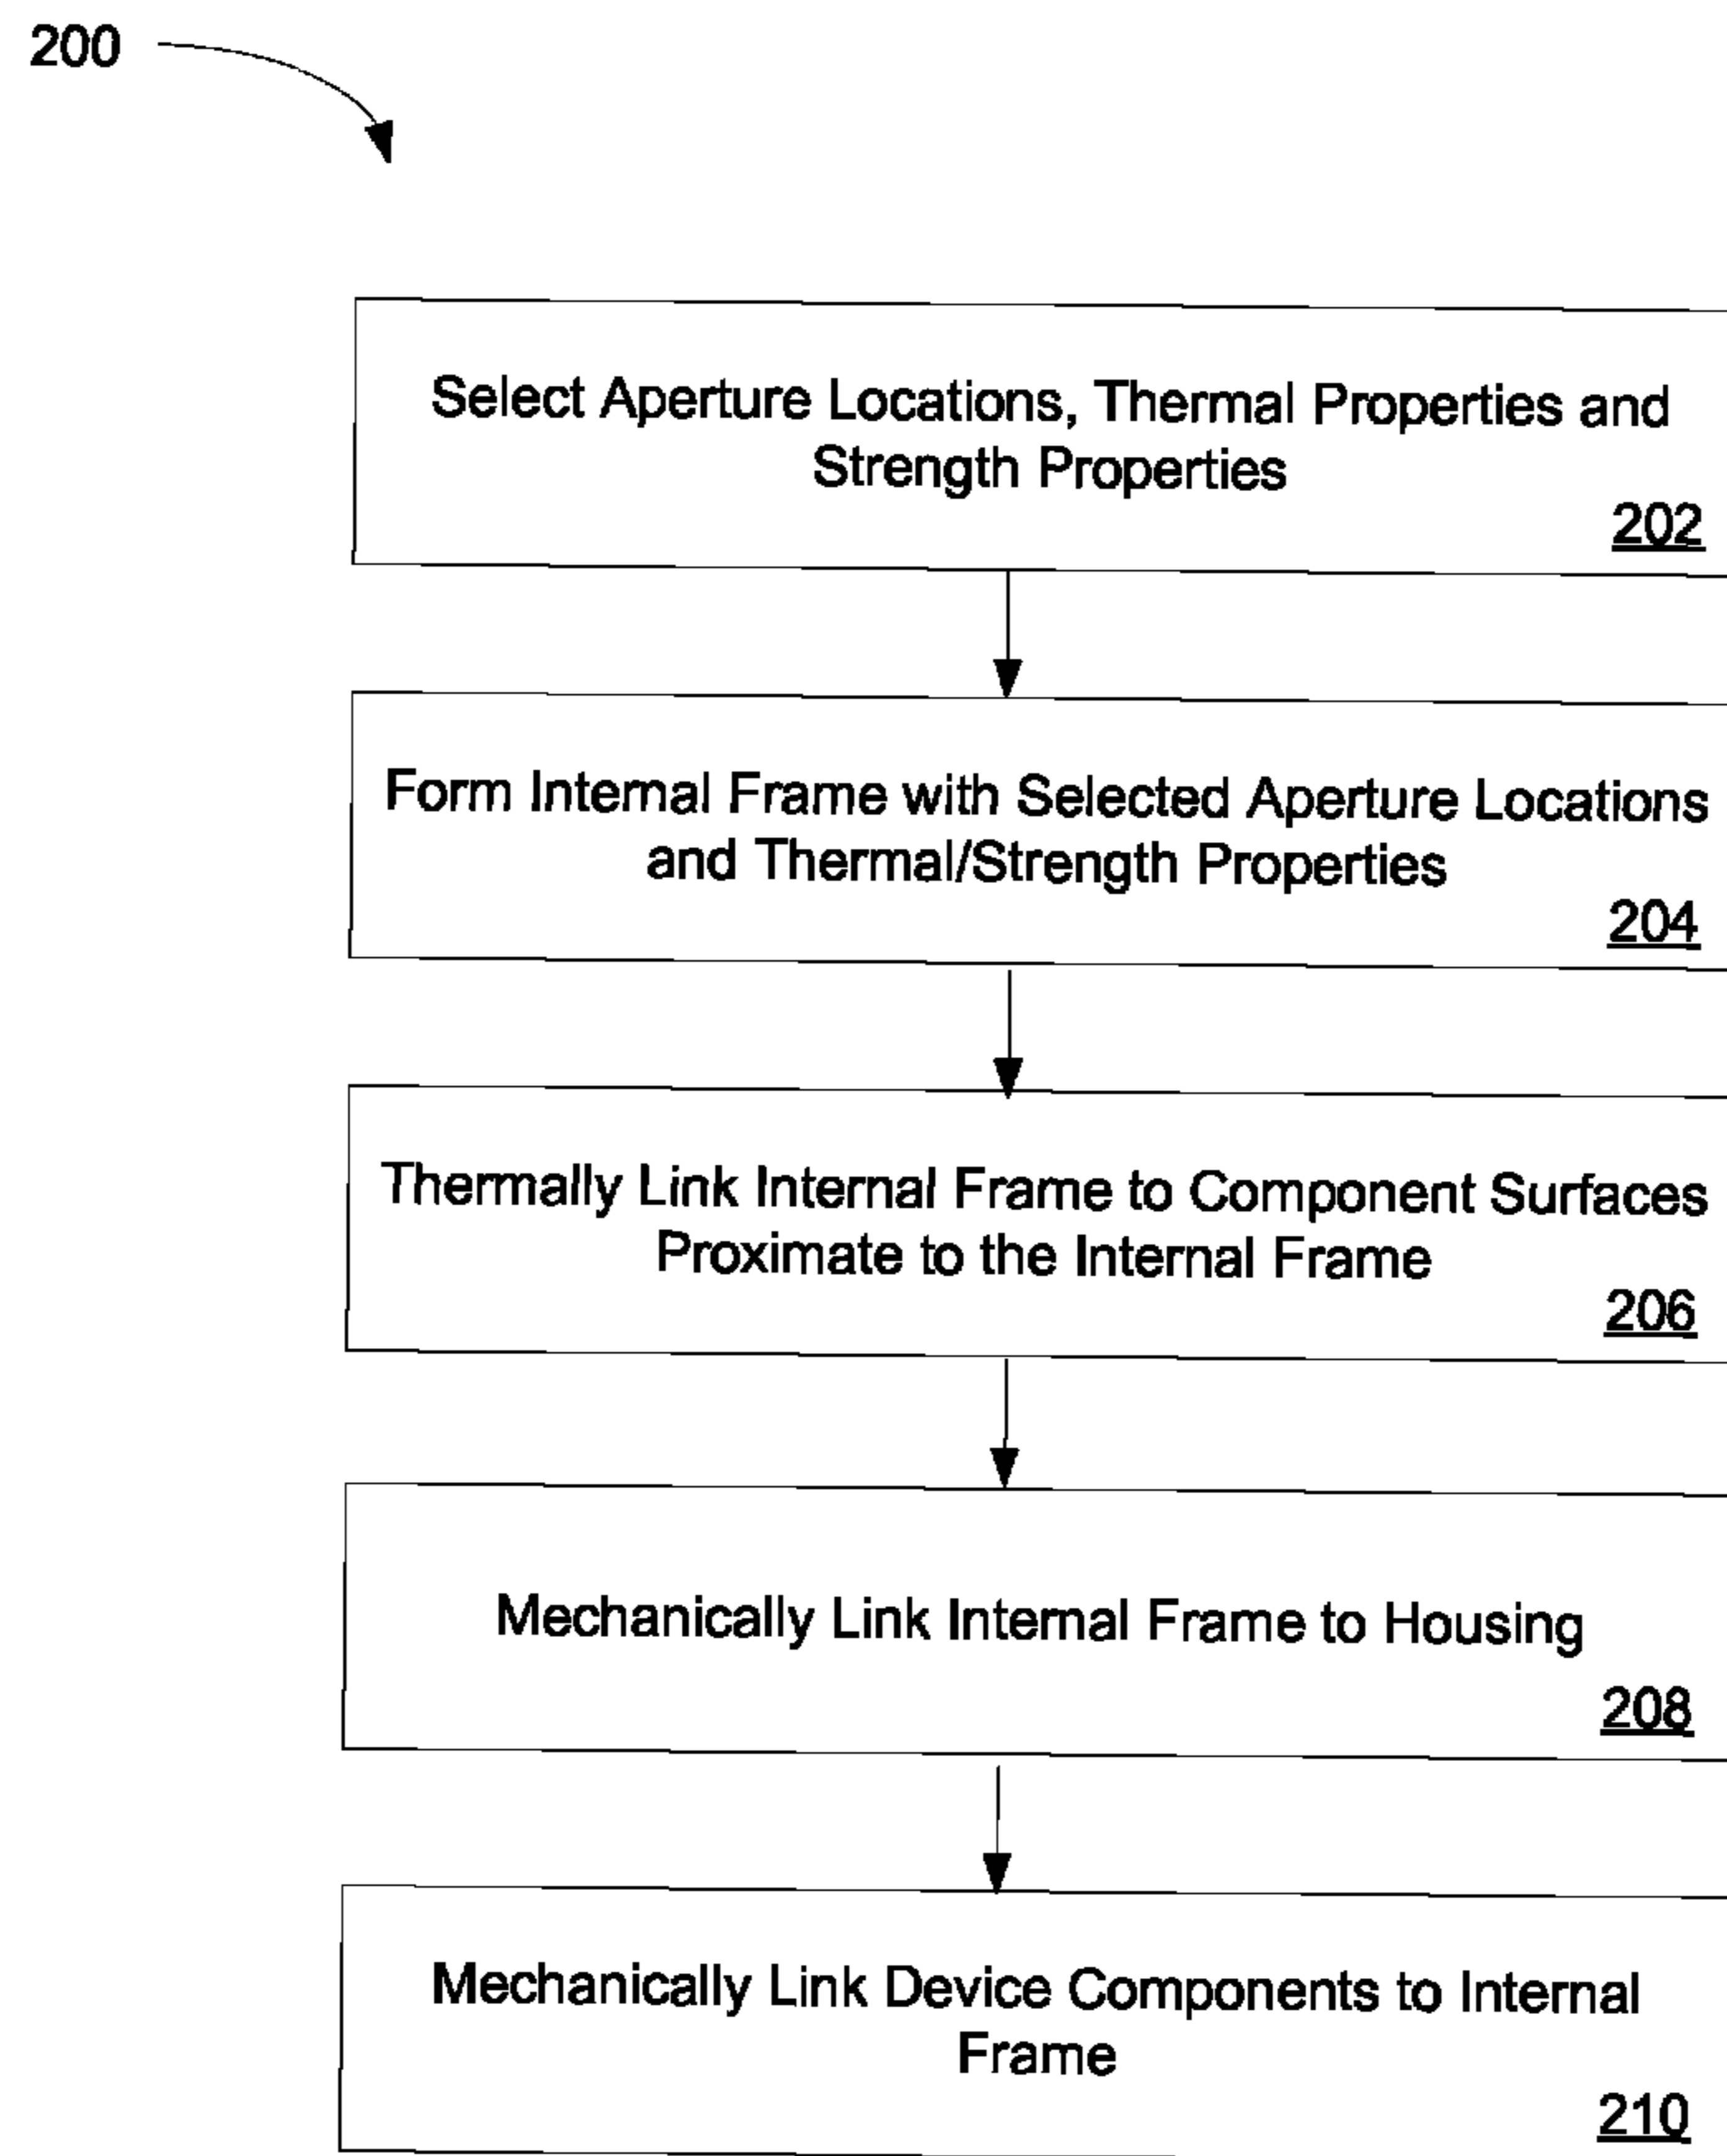 200
Select Aperture Locations, Thermal Properties and
Strength Properties
202
Form Internal Frame with Selected Aperture Locations
and Thermal/Strength Properties
204
Thermally Link Internal Frame to Component Surfaces
Proximate to the Internal Frame
206
Mechanically Link Internal Frame to Housing
208
Mechanically Link Device Components to Internal
Frame
210